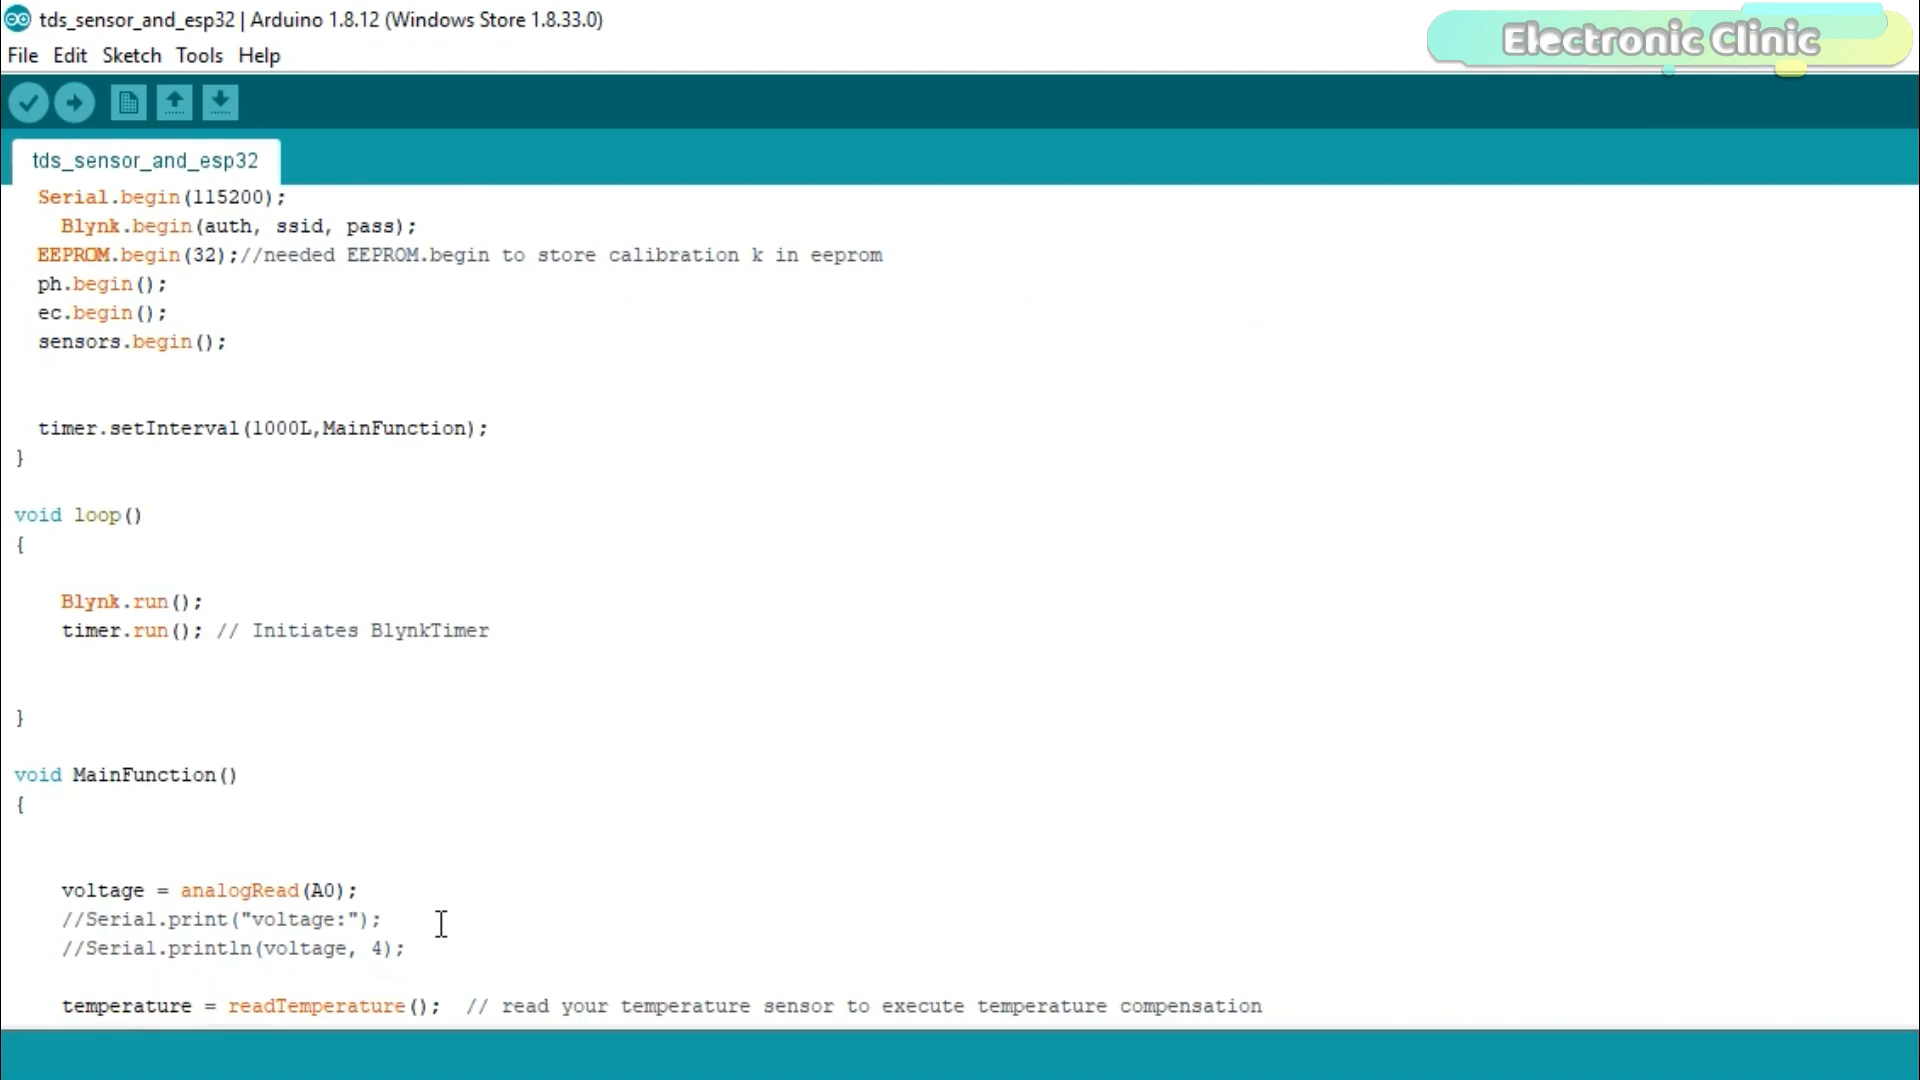 tds_sensor_and_esp32 | Arduino 1.8.12 (Windows Store 1.8.33.0)
Electronic Clinic
File Edit Sketch Tools Help
tds_sensor_and_esp32
Serial.begin(115200);
Blynk.begin(auth, ssid, pass);
EEPROM.begin(32);//needed EEPROM.begin to store calibration k in eeprom
ph.begin();
ec.begin();
sensors.begin();
timer.setInterval(1000L,MainFunction);
}
void loop()
{
Blynk.run();
timer.run(); // Initiates BlynkTimer
}
void MainFunction()
{
voltage = analogRead(A0);
//Serial.print("voltage:");
//Serial.println(voltage, 4);
temperature = readTemperature();  // read your temperature sensor to execute temperature compensation